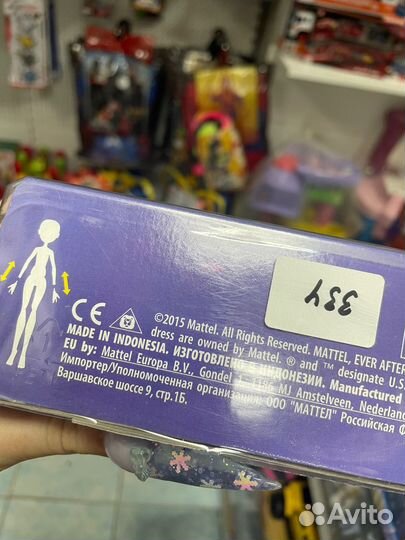 ©2015 Mattel. All Rights Reserved. MATTEL, EVER AFTER
dress are owned by Mattel. ® and ™ designate U.S.
MADE IN INDONESIA. ИЗГОТОВЛЕНО В ИНДОНЕЗИИ. Manufactured
EU by: Mattel Europa B.V., Gondel 1, 1186 MJ Amstelveen, Nederland
Импортер/Уполномоченная организация: ООО "МАТТЕЛ" Российская Ф
Варшавское шоссе 9, стр.1Б.
CE
334
Avito